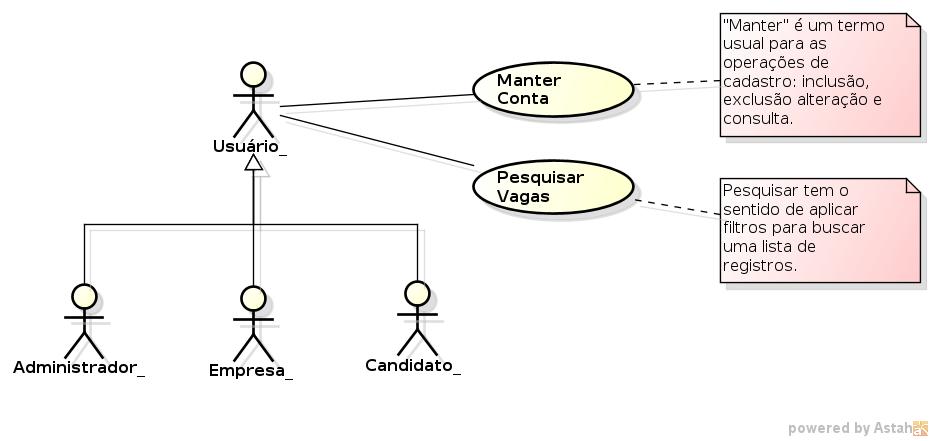 "Manter" é um termo
usual para as
operações de
cadastro: inclusão,
exclusão alteração e
consulta.
Manter
Conta
Usuário_
Pesquisar
Vagas
Pesquisar tem o
sentido de aplicar
filtros para buscar
uma lista de
registros.
Administrador_
Empresa_
Candidato_
powered by Astah